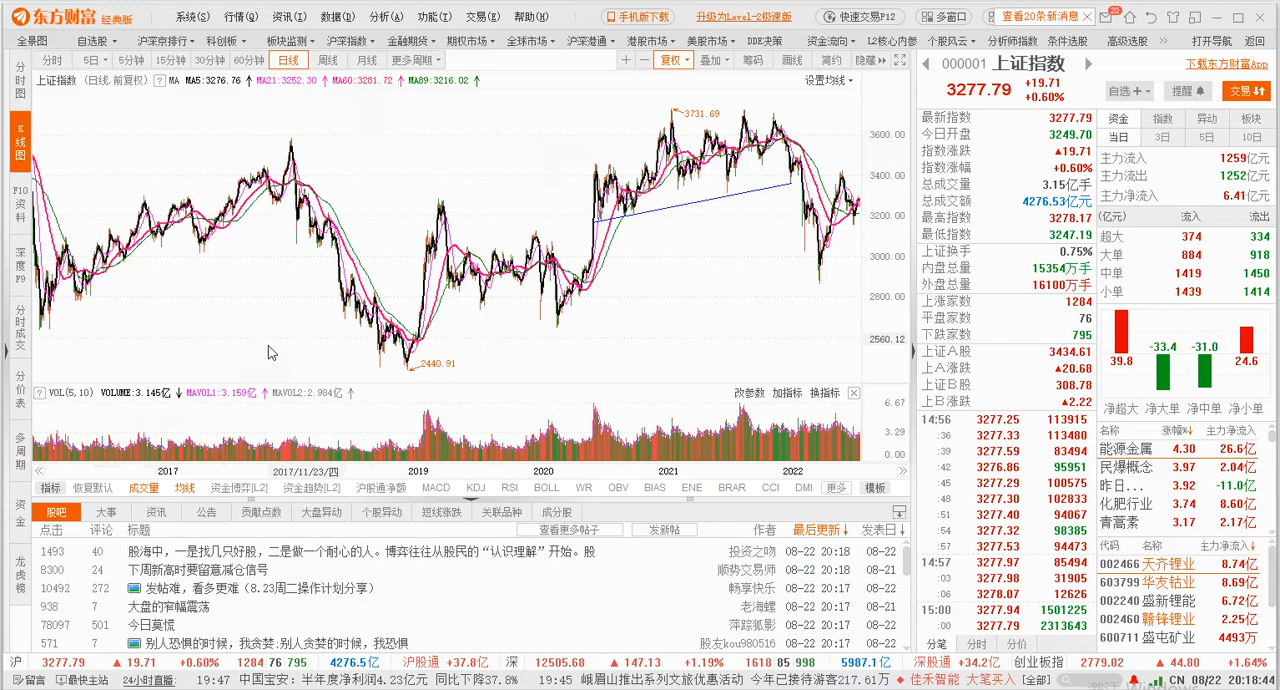 东方财富 经典版 系统(S) 行情(Q) 资讯(I) 数据(D) 分析(A) 功能(T) 交易(E) 帮助(H) 手机版下载 升级为Level-2极速版 快速交易F12 多窗口 查看20条新消息 20
全景图 自选股 沪深京排行 科创板 板块监测 沪深指数 金融期货 期权市场 全球市场 沪深港通 港股市场 美股市场 DDE决策 资金流向 L2核心内参 个股风云 分析师指数 条件选股 高级选股 >> 打开导航 返回
分时 5日 5分钟 15分钟 30分钟 60分钟 日线 周线 月线 更多周期 复权 叠加 筹码 画线 简约 隐藏
上证指数 (日线.前复权) ? MA MA5:3276.76 MA21:3252.30 MA60:3281.72 MA89:3216.02 设置均线
分时图
K线图
F10资料
深度F9
分时成交
分价表
多周期
资金
龙虎榜
3731.69
2440.91
3600.00
3400.00
3200.00
3000.00
2800.00
2560.12
? VOL(5,10) VOLUME:3.145亿 MAVOL1:3.159亿 MAVOL2:2.984亿 改参数 加指标 换指标
6.67
3.29
0.00
2017 2017/11/23/四 2019 2020 2021 2022
指标 恢复默认 成交量 均线 资金博弈[L2] 资金趋势[L2] 沪股通净额 MACD KDJ RSI BOLL WR OBV BIAS ENE BRAR CCI DMI 更多 模板
股吧 大事 资讯 公告 贡献点数 大盘异动 个股异动 短线涨跌 关联品种 成分股
点击 评论 标题 查看更多帖子 发新帖 作者 最后更新 发表日
1493 40 股海中，一是找几只好股，二是做一个耐心的人。博弈往往从股民的“认识理解”开始。股 投资之吻 08-22 20:18 08-22
8300 24 下周新高时要留意减仓信号 顺势交易师 08-22 20:18 08-21
10492 272 发帖难，看多更难（8.23周二操作计划分享） 畅享快乐 08-22 20:17 08-22
938 7 大盘的窄幅震荡 老海螺 08-22 20:17 08-21
78097 501 今日莫慌 萍踪派影 08-22 20:17 08-22
571 7 别人恐惧的时候，我贪婪:别人贪婪的时候，我恐惧 股友kou980516 08-22 20:17 08-22
000001 上证指数 下载东方财富App
3277.79 +19.71 +0.60% 自选 提醒 交易
最新指数 3277.79
今日开盘 3249.70
指数涨跌 ▲19.71
指数涨幅 +0.60%
总成交量 3.15亿手
总成交额 4276.53亿元
最高指数 3278.17
最低指数 3247.19
上证换手 0.75%
内盘总量 15354万手
外盘总量 16100万手
上涨家数 1284
平盘家数 76
下跌家数 795
上证A股 3434.61
上A涨跌 ▲20.68
上证B股 308.78
上B涨跌 ▲2.22
14:56 3277.25 113915
:36 3277.33 113480
:39 3277.59 83494
:42 3276.86 95951
:45 3277.29 100575
:48 3277.30 102833
:51 3277.40 94067
:54 3277.32 98385
:57 3277.53 94473
14:57 3277.97 85494
:03 3277.98 31905
:06 3278.07 12626
15:00 3277.94 1501225
:07 3277.79 2313643
分笔 分时 分价
资金 指数 异动 板块
当日 3日 5日 10日
主力流入 1259亿元
主力流出 1252亿元
主力净流入 6.41亿元
(亿元) 流入 流出
超大 374 334
大单 884 918
中单 1419 1450
小单 1439 1414
39.8 -33.4 -31.0 24.6
净超大 净大单 净中单 净小单
名称 涨幅% 主力净流入
能源金属 4.30 26.6亿
民爆概念 3.97 2.04亿
昨日... 3.92 -11.0亿
化肥行业 3.74 8.60亿
青蒿素 3.17 2.17亿
代码 名称 主力净流入
002466 天齐锂业 8.74亿
603799 华友钴业 8.69亿
002240 盛新锂能 6.72亿
002460 赣锋锂业 2.25亿
600711 盛屯矿业 4493万
沪 3277.79 ▲ 19.71 +0.60% 1284 76 795 4276.5亿 沪股通 +37.8亿 深 12505.68 ▲ 147.13 +1.19% 1618 85 998 5987.1亿 深股通 +34.2亿 创业板指 2779.02 ▲ 44.80 +1.64%
留言 最快主站 24小时直播: 19:47 中国宝安：半年度净利4.23亿元 同比下降37.8% 19:45 峨眉山推出系列文旅优惠活动 今年已接待游客217.61万 佳禾智能 大笔买入 [全部] CN 08/22 20:18:44